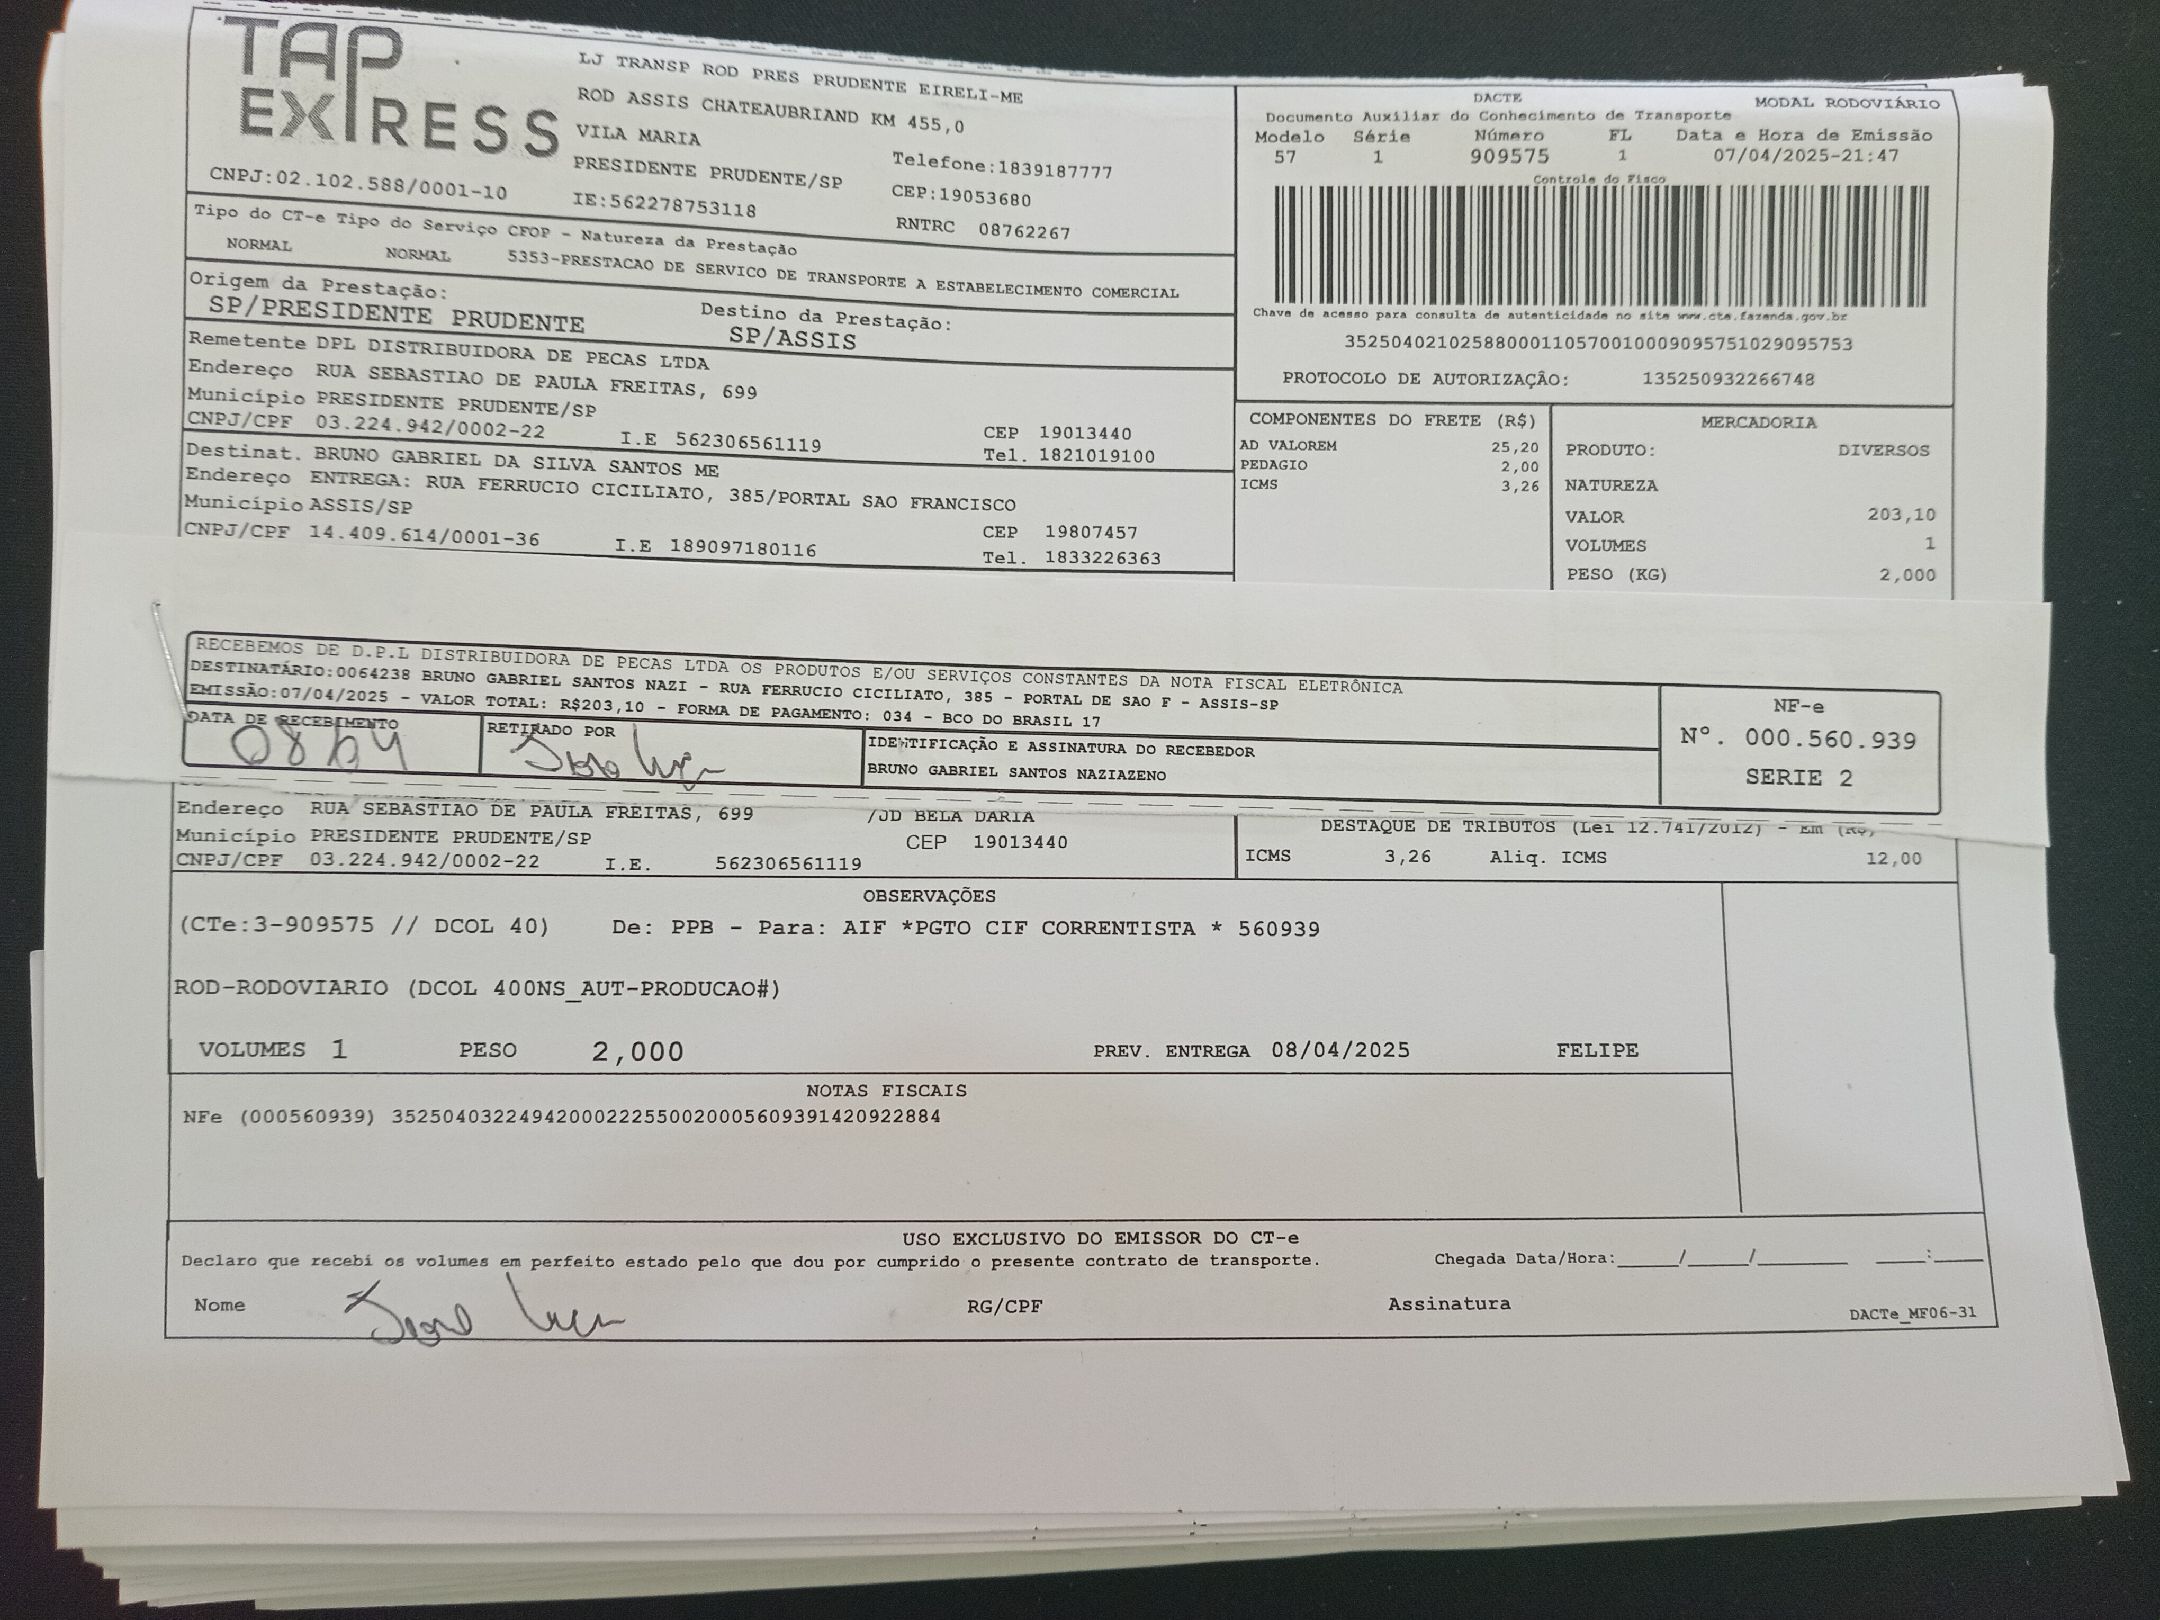 TAP
EXPRESS
CNPJ:02.102.588/0001-10
LJ TRANSP ROD PRES PRUDENTE EIRELI-ME
ROD ASSIS CHATEAUBRIAND KM 455,0
VILA MARIA
PRESIDENTE PRUDENTE/SP
IE:562278753118
Telefone:1839187777
CEP:19053680
RNTRC 08762267
DACTE MODAL RODOVIÁRIO
Documento Auxiliar do Conhecimento de Transporte
Modelo Série Número FL Data e Hora de Emissão
57 1 909575 1 07/04/2025-21:47
Controle do Fisco
Chave de acesso para consulta de autenticidade no site www.cte.fazenda.gov.br
35250402102588000110570010009095751029095753
PROTOCOLO DE AUTORIZAÇÃO: 135250932266748
Tipo do CT-e Tipo do Serviço CFOP - Natureza da Prestação
NORMAL NORMAL 5353-PRESTACAO DE SERVICO DE TRANSPORTE A ESTABELECIMENTO COMERCIAL
Origem da Prestação: Destino da Prestação:
SP/PRESIDENTE PRUDENTE SP/ASSIS
Remetente DPL DISTRIBUIDORA DE PECAS LTDA
Endereço RUA SEBASTIAO DE PAULA FREITAS, 699
Município PRESIDENTE PRUDENTE/SP CEP 19013440
CNPJ/CPF 03.224.942/0002-22 I.E 562306561119 Tel. 1821019100
Destinat. BRUNO GABRIEL DA SILVA SANTOS ME
Endereço ENTREGA: RUA FERRUCIO CICILIATO, 385/PORTAL SAO FRANCISCO
Município ASSIS/SP CEP 19807457
CNPJ/CPF 14.409.614/0001-36 I.E 189097180116 Tel. 1833226363
COMPONENTES DO FRETE (R$)
AD VALOREM 25,20
PEDAGIO 2,00
ICMS 3,26
MERCADORIA
PRODUTO: DIVERSOS
NATUREZA
VALOR 203,10
VOLUMES 1
PESO (KG) 2,000
RECEBEMOS DE D.P.L DISTRIBUIDORA DE PECAS LTDA OS PRODUTOS E/OU SERVIÇOS CONSTANTES DA NOTA FISCAL ELETRÔNICA
DESTINATÁRIO:0064238 BRUNO GABRIEL SANTOS NAZI - RUA FERRUCIO CICILIATO, 385 - PORTAL DE SAO F - ASSIS-SP
EMISSÃO:07/04/2025 - VALOR TOTAL: R$203,10 - FORMA DE PAGAMENTO: 034 - BCO DO BRASIL 17
DATA DE RECEBIMENTO RETIRADO POR IDENTIFICAÇÃO E ASSINATURA DO RECEBEDOR
BRUNO GABRIEL SANTOS NAZIAZENO
NF-e
Nº. 000.560.939
SERIE 2
Endereço RUA SEBASTIAO DE PAULA FREITAS, 699 /JD BELA DARIA
Município PRESIDENTE PRUDENTE/SP CEP 19013440
CNPJ/CPF 03.224.942/0002-22 I.E. 562306561119
DESTAQUE DE TRIBUTOS (Lei 12.741/2012) - Em (R$)
ICMS 3,26 Aliq. ICMS 12,00
OBSERVAÇÕES
(CTe:3-909575 // DCOL 40) De: PPB - Para: AIF *PGTO CIF CORRENTISTA * 560939
ROD-RODOVIARIO (DCOL 400NS_AUT-PRODUCAO#)
VOLUMES 1 PESO 2,000 PREV. ENTREGA 08/04/2025 FELIPE
NOTAS FISCAIS
NFe (000560939) 35250403224942000222550020005609391420922884
USO EXCLUSIVO DO EMISSOR DO CT-e
Declaro que recebi os volumes em perfeito estado pelo que dou por cumprido o presente contrato de transporte. Chegada Data/Hora:_____/_____/________ ____:____
Nome RG/CPF Assinatura DACTe_MF06-31